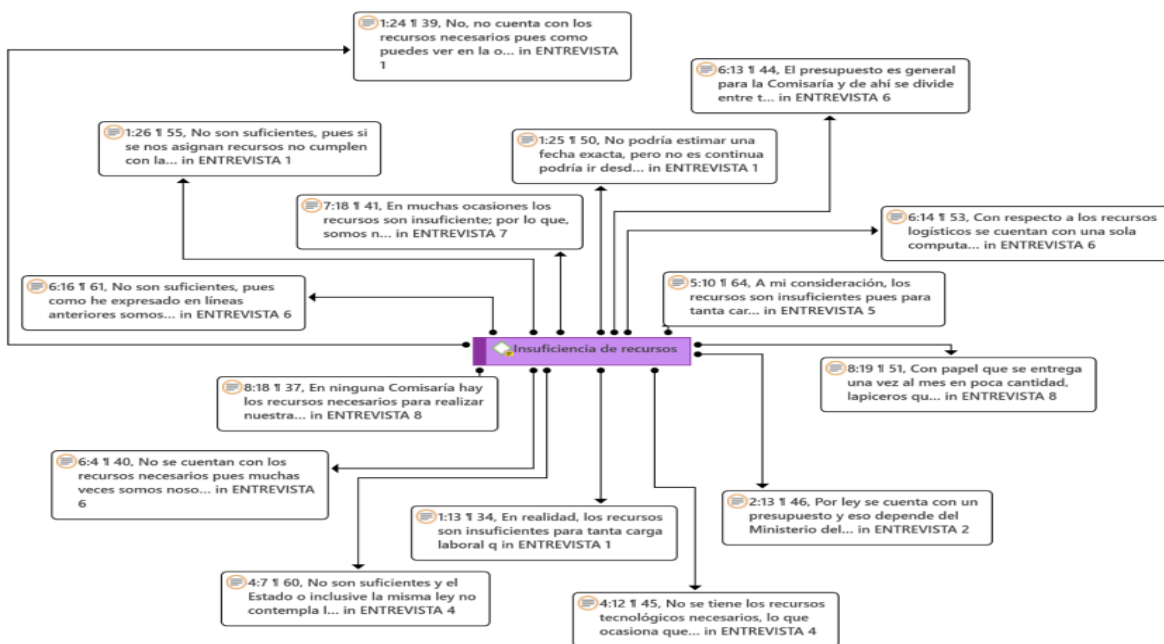 1:24 ¶ 39, No, no cuenta con los
recursos necesarios pues como
puedes ver en la o... in ENTREVISTA
1
6:13 ¶ 44, El presupuesto es general
para la Comisaría y de ahí se divide
entre t... in ENTREVISTA 6
1:26 ¶ 55, No son suficientes, pues si
se nos asignan recursos no cumplen
con la... in ENTREVISTA 1
1:25 ¶ 50, No podría estimar una
fecha exacta, pero no es continua
podría ir desd... in ENTREVISTA 1
7:18 ¶ 41, En muchas ocasiones los
recursos son insuficiente; por lo que,
somos n... in ENTREVISTA 7
6:14 ¶ 53, Con respecto a los recursos
logísticos se cuentan con una sola
computa... in ENTREVISTA 6
6:16 ¶ 61, No son suficientes, pues
como he expresado en líneas
anteriores somos... in ENTREVISTA 6
5:10 ¶ 64, A mi consideración, los
recursos son insuficientes pues para
tanta car... in ENTREVISTA 5
Insuficiencia de recursos
8:19 ¶ 51, Con papel que se entrega
una vez al mes en poca cantidad,
lapiceros qu... in ENTREVISTA 8
8:18 ¶ 37, En ninguna Comisaría hay
los recursos necesarios para realizar
nuestra... in ENTREVISTA 8
6:4 ¶ 40, No se cuentan con los
recursos necesarios pues muchas
veces somos noso... in ENTREVISTA
6
2:13 ¶ 46, Por ley se cuenta con un
presupuesto y eso depende del
Ministerio del... in ENTREVISTA 2
1:13 ¶ 34, En realidad, los recursos
son insuficientes para tanta carga
laboral q in ENTREVISTA 1
4:7 ¶ 60, No son suficientes y el
Estado o inclusive la misma ley no
contempla l... in ENTREVISTA 4
4:12 ¶ 45, No se tiene los recursos
tecnológicos necesarios, lo que
ocasiona que... in ENTREVISTA 4